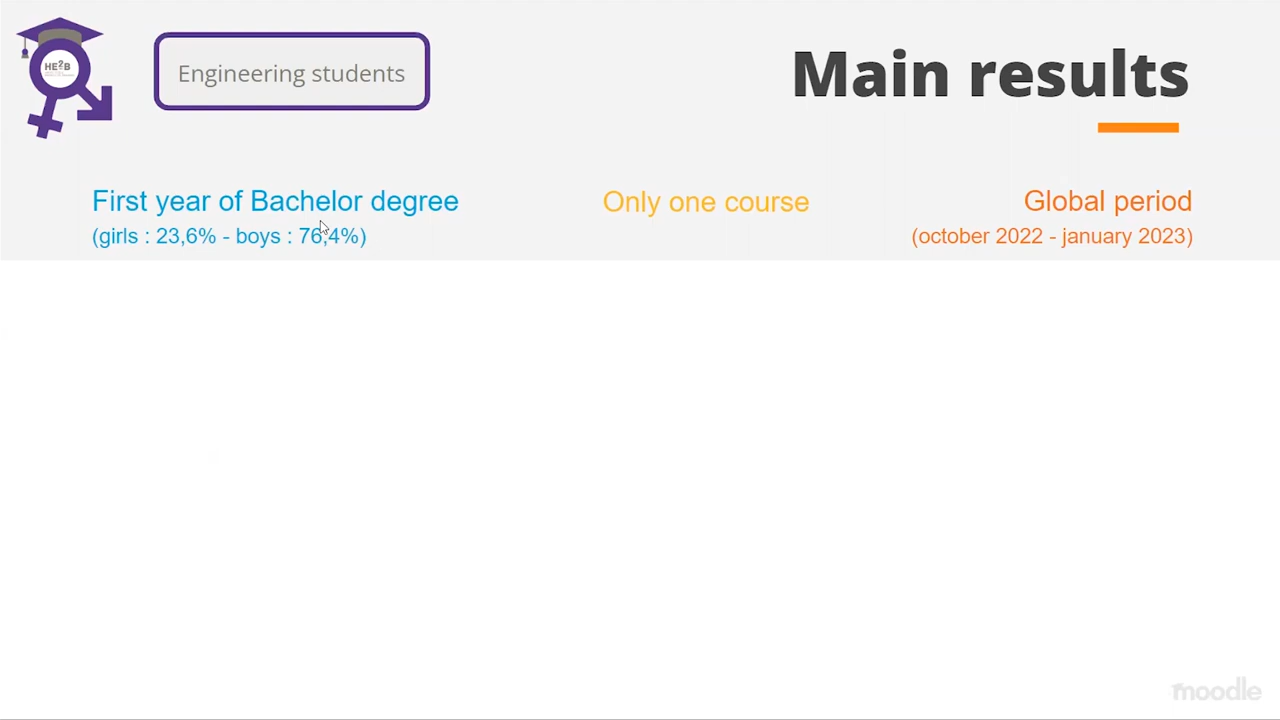 HE²B
Engineering students
Main results
First year of Bachelor degree
(girls : 23,6% - boys : 76,4%)
Only one course
Global period
(october 2022 - january 2023)
moodle